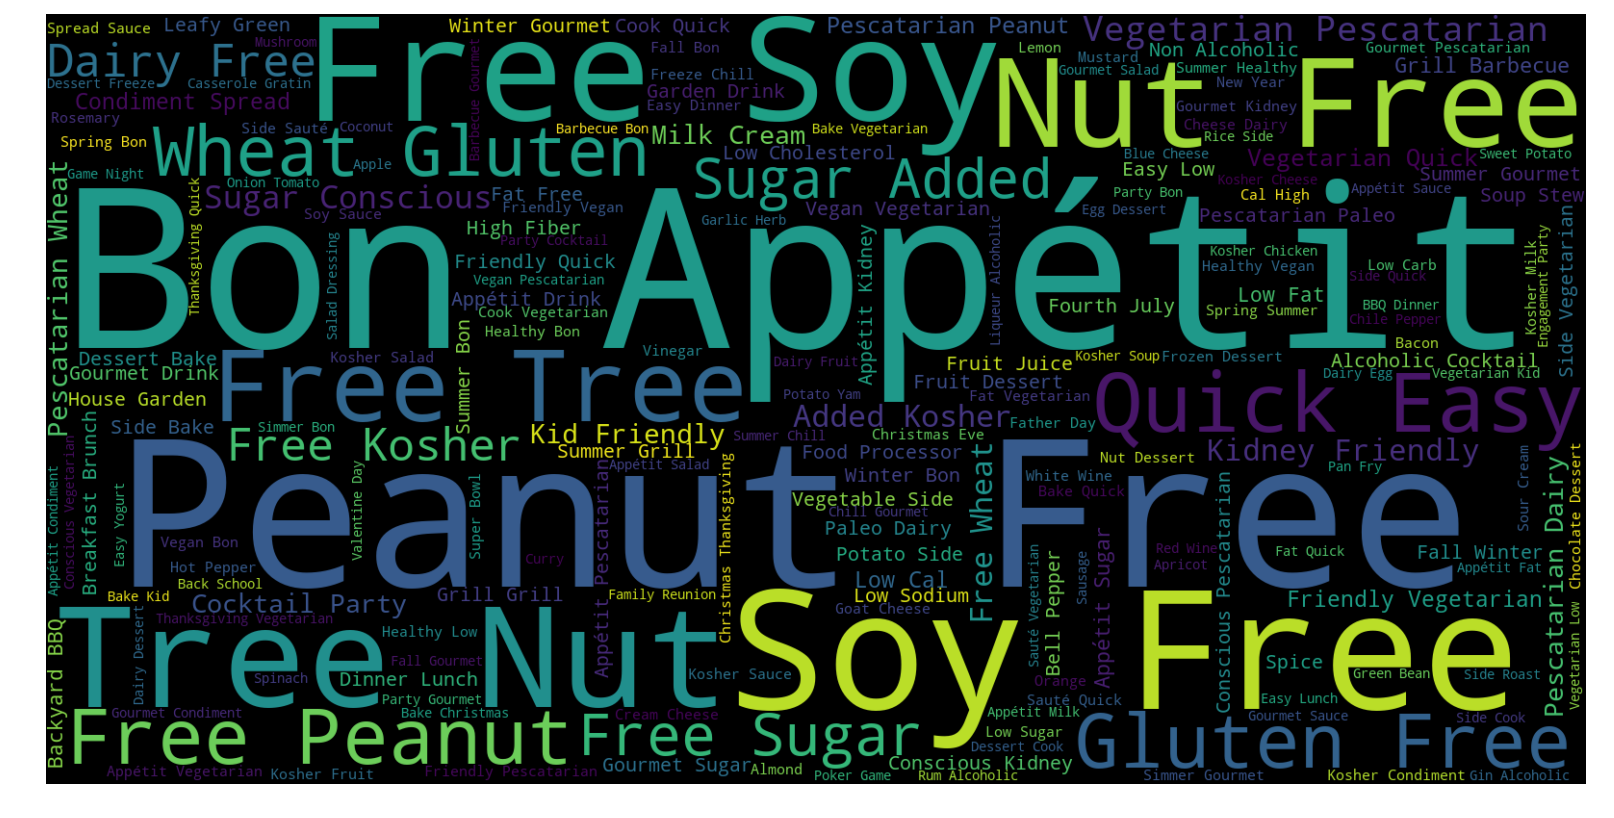 Spread Sauce
Leafy Green
Winter Gourmet
Cook Quick
Pescatarian Peanut
Vegetarian Pescatarian
Free Soy
Dairy Free
Mushroom
Fall Bon
Lemon
Non Alcoholic
Gourmet Pescatarian
Mustard
Nut Free
Dessert Freeze
Casserole Gratin
Freeze Chill
Gourmet Salad
Summer Healthy
Grill Barbecue
New Year
Condiment Spread
Barbecue Gourmet
Garden Drink
Easy Dinner
Gourmet Kidney
Rosemary
Side Sauté
Coconut
Barbecue Bon
Milk Cream
Bake Vegetarian
Cheese Dairy
Rice Side
Spring Bon
Wheat Gluten
Apple
Low Cholesterol
Blue Cheese
Vegetarian Quick
Sweet Potato
Game Night
Onion Tomato
Sugar Added
Easy Low
Kosher Cheese
Summer Gourmet
Pescatarian Wheat
Thanksgiving Quick
Sugar Conscious
Fat Free
Party Bon
Cal High
Appétit Sauce
Soup Stew
Bon Appétit
Soy Sauce
Friendly Vegan
Vegan Vegetarian
Egg Dessert
Pescatarian Paleo
High Fiber
Garlic Herb
Salad Dressing
Party Cocktail
Appétit Kidney
Liqueur Alcoholic
Kosher Chicken
Kosher Milk
Engagement Party
Side Vegetarian
Friendly Quick
Healthy Vegan
Low Carb
Vegan Pescatarian
Side Quick
Appétit Drink
Low Fat
Cook Vegetarian
Fourth July
Spring Summer
BBQ Dinner
Chile Pepper
Healthy Bon
Summer Bon
Bacon
Dessert Bake
Kosher Salad
Vinegar
Dairy Fruit
Fruit Juice
Kosher Soup
Frozen Dessert
Alcoholic Cocktail
Gourmet Drink
Free Tree
Dairy Egg
Vegetarian Kid
House Garden
Potato Yam
Fruit Dessert
Fat Vegetarian
Quick Easy
Side Bake
Simmer Bon
Added Kosher
Father Day
Breakfast Brunch
Free Kosher
Kid Friendly
Summer Chill
Christmas Eve
Summer Grill
Food Processor
Nut Dessert
Kidney Friendly
Appétit Condiment
Conscious Vegetarian
Easy Yogurt
Valentine Day
Super Bowl
Appétit Salad
Appétit Pescatarian
Winter Bon
White Wine
Pan Fry
Peanut Free
Bake Quick
Sour Cream
Pescatarian Dairy
Chocolate Dessert
Christmas Thanksgiving
Vegetable Side
Chill Gourmet
Free Wheat
Paleo Dairy
Vegan Bon
Curry
Potato Side
Red Wine
Fat Quick
Fall Winter
Hot Pepper
Apricot
Appétit Fat
Back School
Low Cal
Bake Kid
Grill Grill
Family Reunion
Low Sodium
Cocktail Party
Goat Cheese
Friendly Vegetarian
Thanksgiving Vegetarian
Backyard BBQ
Dairy Dessert
Tree Nut
Soy Free
Healthy Low
Sauté Vegetarian
Bell Pepper
Sausage
Appétit Sugar
Conscious Pescatarian
Vegetarian Low
Fall Gourmet
Spice
Spinach
Dinner Lunch
Kosher Sauce
Orange
Green Bean
Side Roast
Party Gourmet
Sauté Quick
Easy Lunch
Gourmet Condiment
Bake Christmas
Cream Cheese
Appétit Milk
Gourmet Sauce
Side Cook
Free Peanut
Free Sugar
Low Sugar
Gluten Free
Dessert Cook
Gourmet Sugar
Almond
Conscious Kidney
Appétit Vegetarian
Kosher Fruit
Friendly Pescatarian
Poker Game
Rum Alcoholic
Simmer Gourmet
Kosher Condiment
Gin Alcoholic